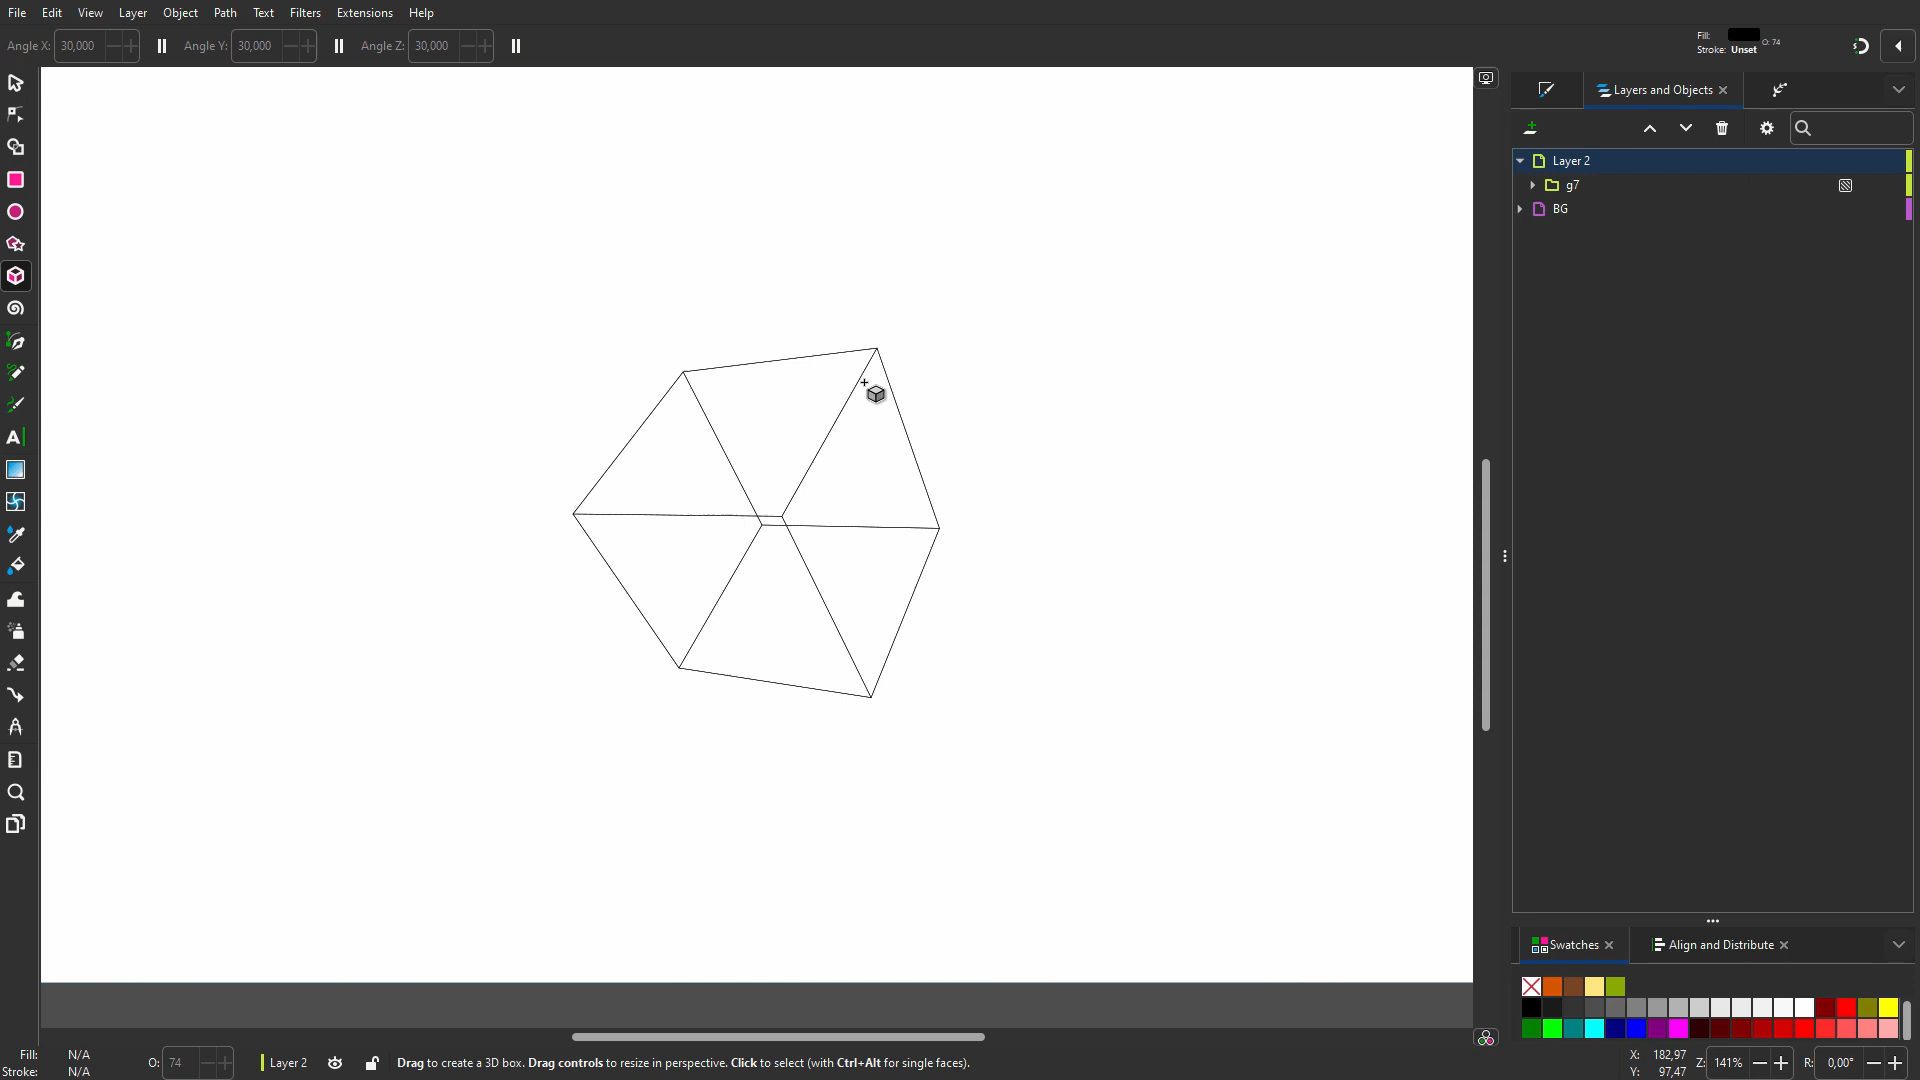 File Edit View Layer Object Path Text Filters Extensions Help
Angle X: 30,000 Angle Y: 30,000 Angle Z: 30,000
Fill: O: 74
Stroke: Unset
Layers and Objects
Layer 2
g7
BG
Swatches Align and Distribute
Fill: N/A
Stroke: N/A
O: 74
Layer 2
Drag to create a 3D box. Drag controls to resize in perspective. Click to select (with Ctrl+Alt for single faces).
X: 182,97
Y: 97,47
Z: 141%
R: 0,00°